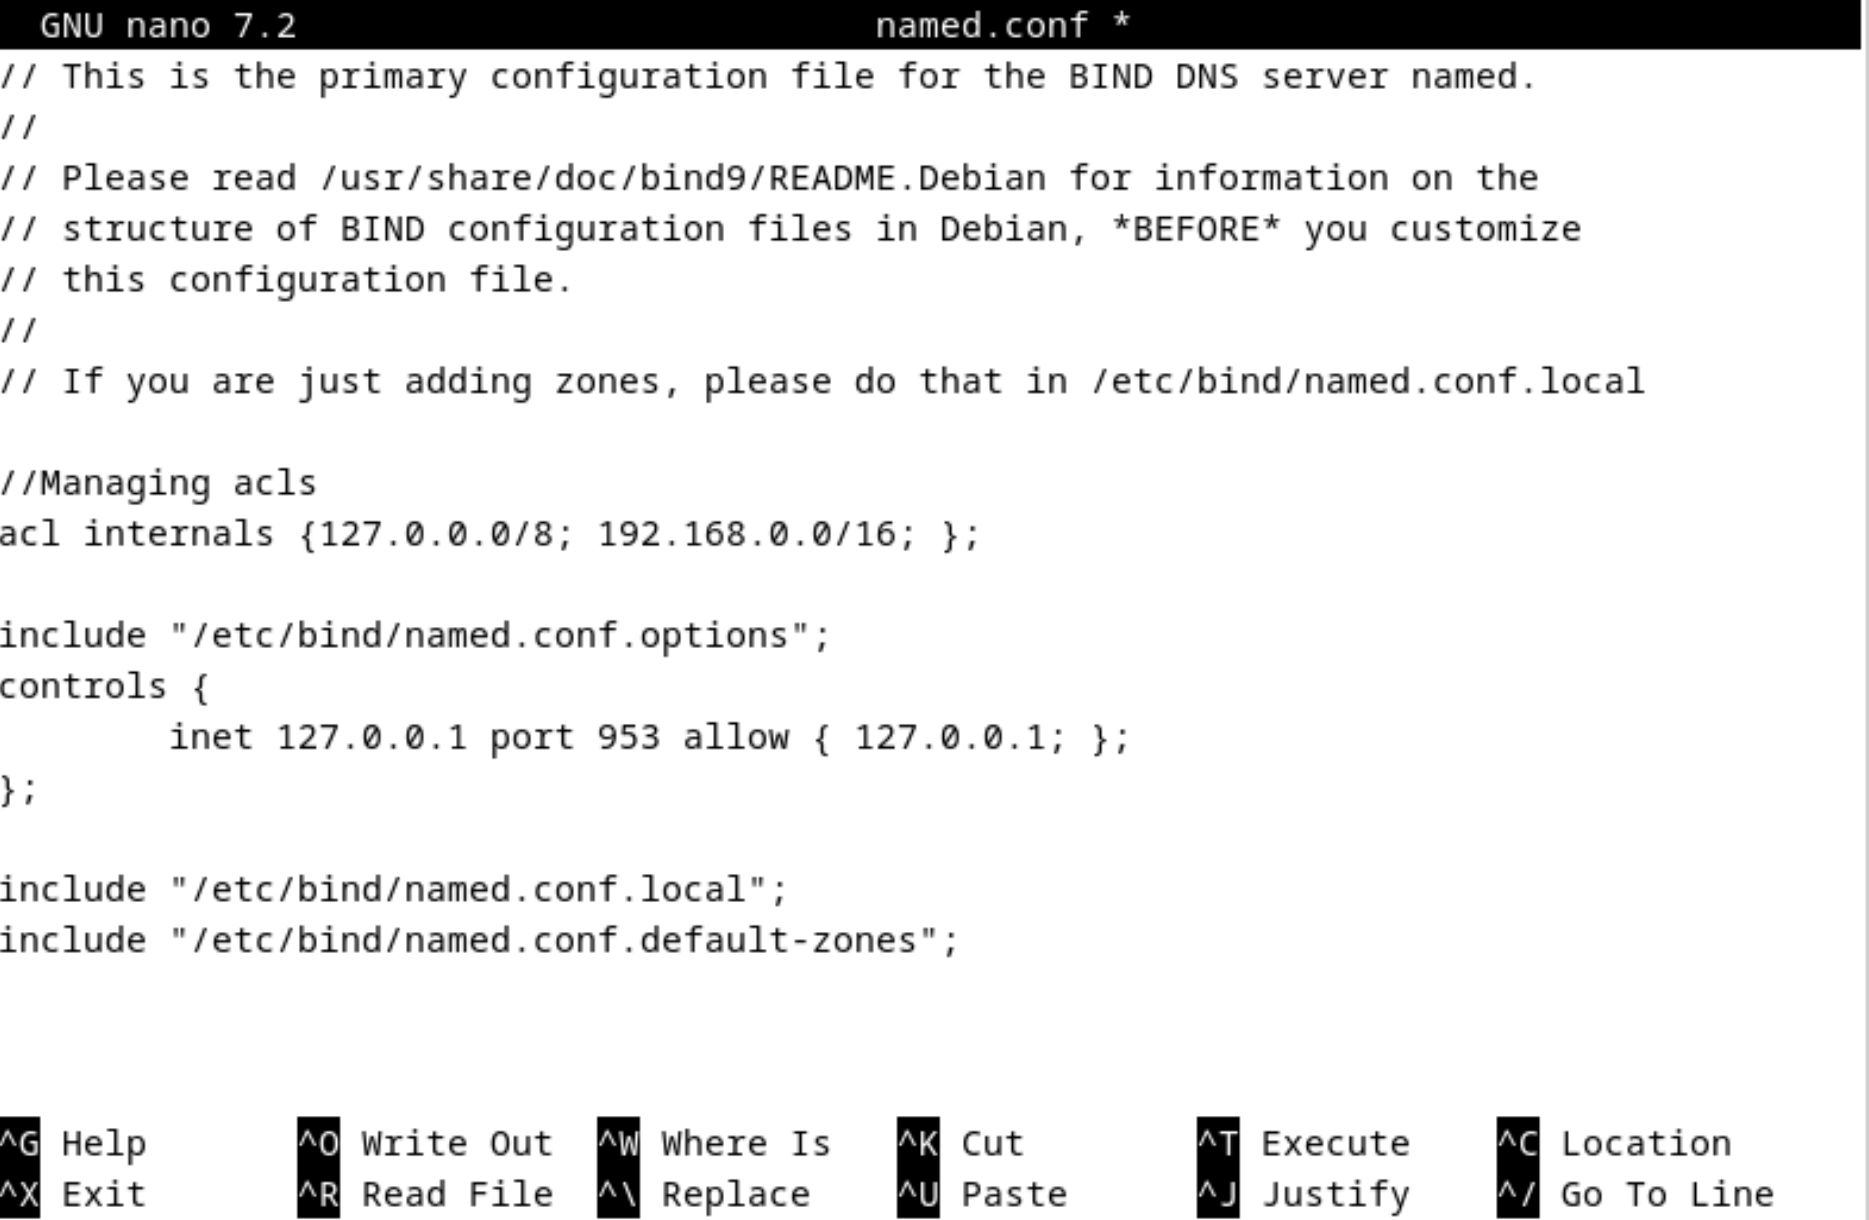 GNU nano 7.2 named.conf *
// This is the primary configuration file for the BIND DNS server named.
//
// Please read /usr/share/doc/bind9/README.Debian for information on the
// structure of BIND configuration files in Debian, *BEFORE* you customize
// this configuration file.
//
// If you are just adding zones, please do that in /etc/bind/named.conf.local
//Managing acls
acl internals {127.0.0.0/8; 192.168.0.0/16; };
include "/etc/bind/named.conf.options";
controls {
        inet 127.0.0.1 port 953 allow { 127.0.0.1; };
};
include "/etc/bind/named.conf.local";
include "/etc/bind/named.conf.default-zones";
^G Help ^O Write Out ^W Where Is ^K Cut ^T Execute ^C Location
^X Exit ^R Read File ^\ Replace ^U Paste ^J Justify ^/ Go To Line